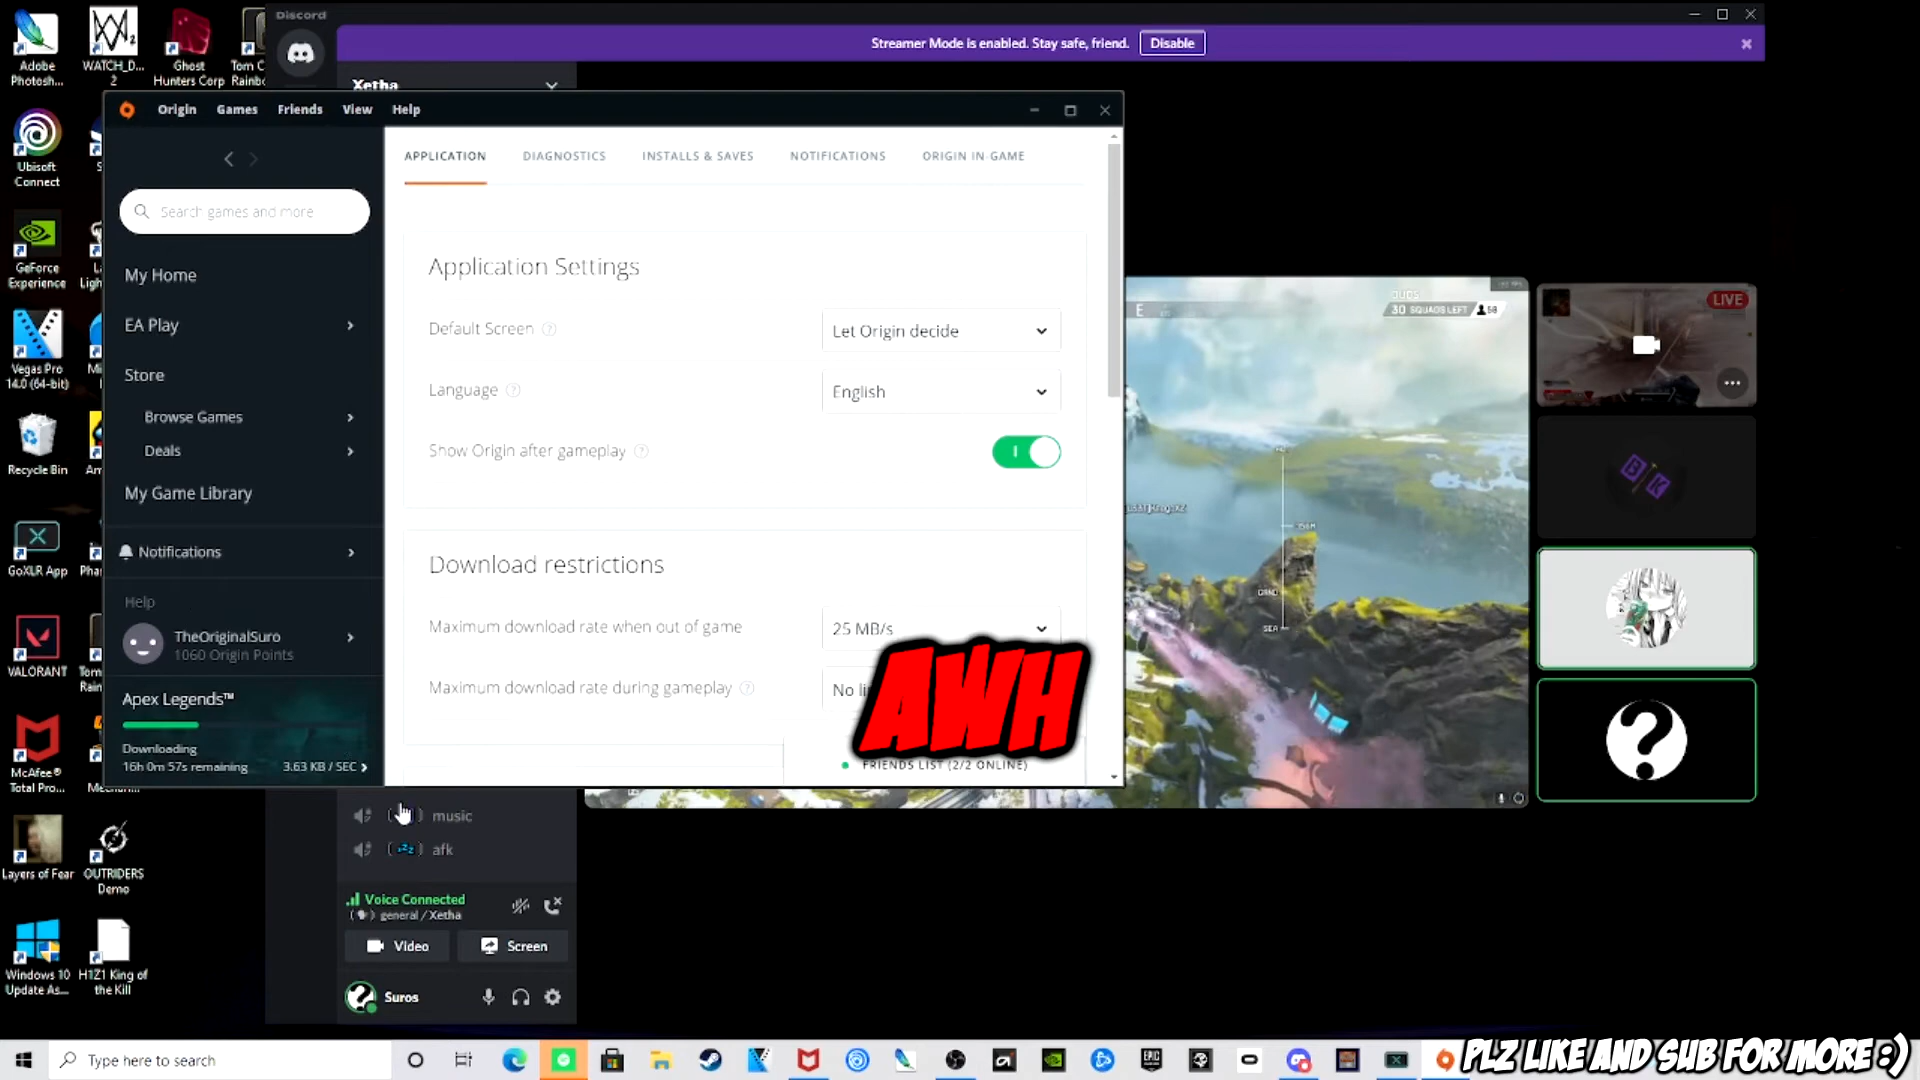 Discord
Streamer Mode is enabled. Stay safe, friend.
Disable
Xetha
Adobe
Photosh...
WATCH_D...
2
Ghost
Hunters Corp
Tom C
Rainbo
Ubisoft
Connect
GeForce
Experience
Vegas Pro
14.0 (64-bit)
Recycle Bin
GoXLR App
VALORANT
McAfee®
Total Pro...
Layers of Fear
OUTRIDERS
Demo
Windows 10
Update As...
H1Z1 King of
the Kill
Origin
Games
Friends
View
Help
Search games and more
My Home
EA Play
Store
Browse Games
Deals
My Game Library
Notifications
Help
TheOriginalSuro
1060 Origin Points
Apex Legends™
Downloading
16h 0m 57s remaining
3.63 KB / SEC
APPLICATION
DIAGNOSTICS
INSTALLS & SAVES
NOTIFICATIONS
ORIGIN IN-GAME
Application Settings
Default Screen
Let Origin decide
Language
English
Show Origin after gameplay
Download restrictions
Maximum download rate when out of game
25 MB/s
Maximum download rate during gameplay
No li
AWH
FRIENDS LIST (2/2 ONLINE)
E
DUOS
30 SQUADS LEFT
58
GRND
SEA
LIVE
B K
?
music
afk
Voice Connected
general / Xetha
Video
Screen
Suros
Type here to search
PLZ LIKE AND SUB FOR MORE :)